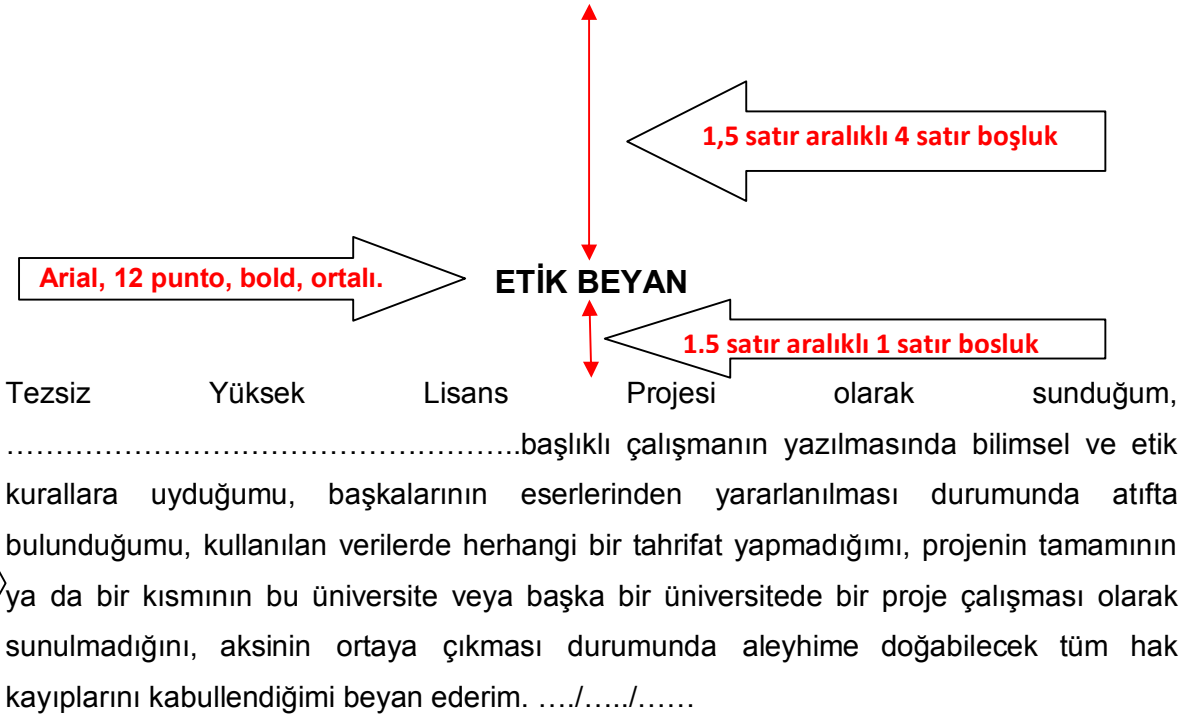 1,5 satır aralıklı 4 satır boşluk
Arial, 12 punto, bold, ortalı.
ETİK BEYAN
1.5 satır aralıklı 1 satır bosluk
Tezsiz Yüksek Lisans Projesi olarak sunduğum,
……………………………………………..başlıklı çalışmanın yazılmasında bilimsel ve etik
kurallara uyduğumu, başkalarının eserlerinden yararlanılması durumunda atıfta
bulunduğumu, kullanılan verilerde herhangi bir tahrifat yapmadığımı, projenin tamamının
ya da bir kısmının bu üniversite veya başka bir üniversitede bir proje çalışması olarak
sunulmadığını, aksinin ortaya çıkması durumunda aleyhime doğabilecek tüm hak
kayıplarını kabullendiğimi beyan ederim. …./…../……